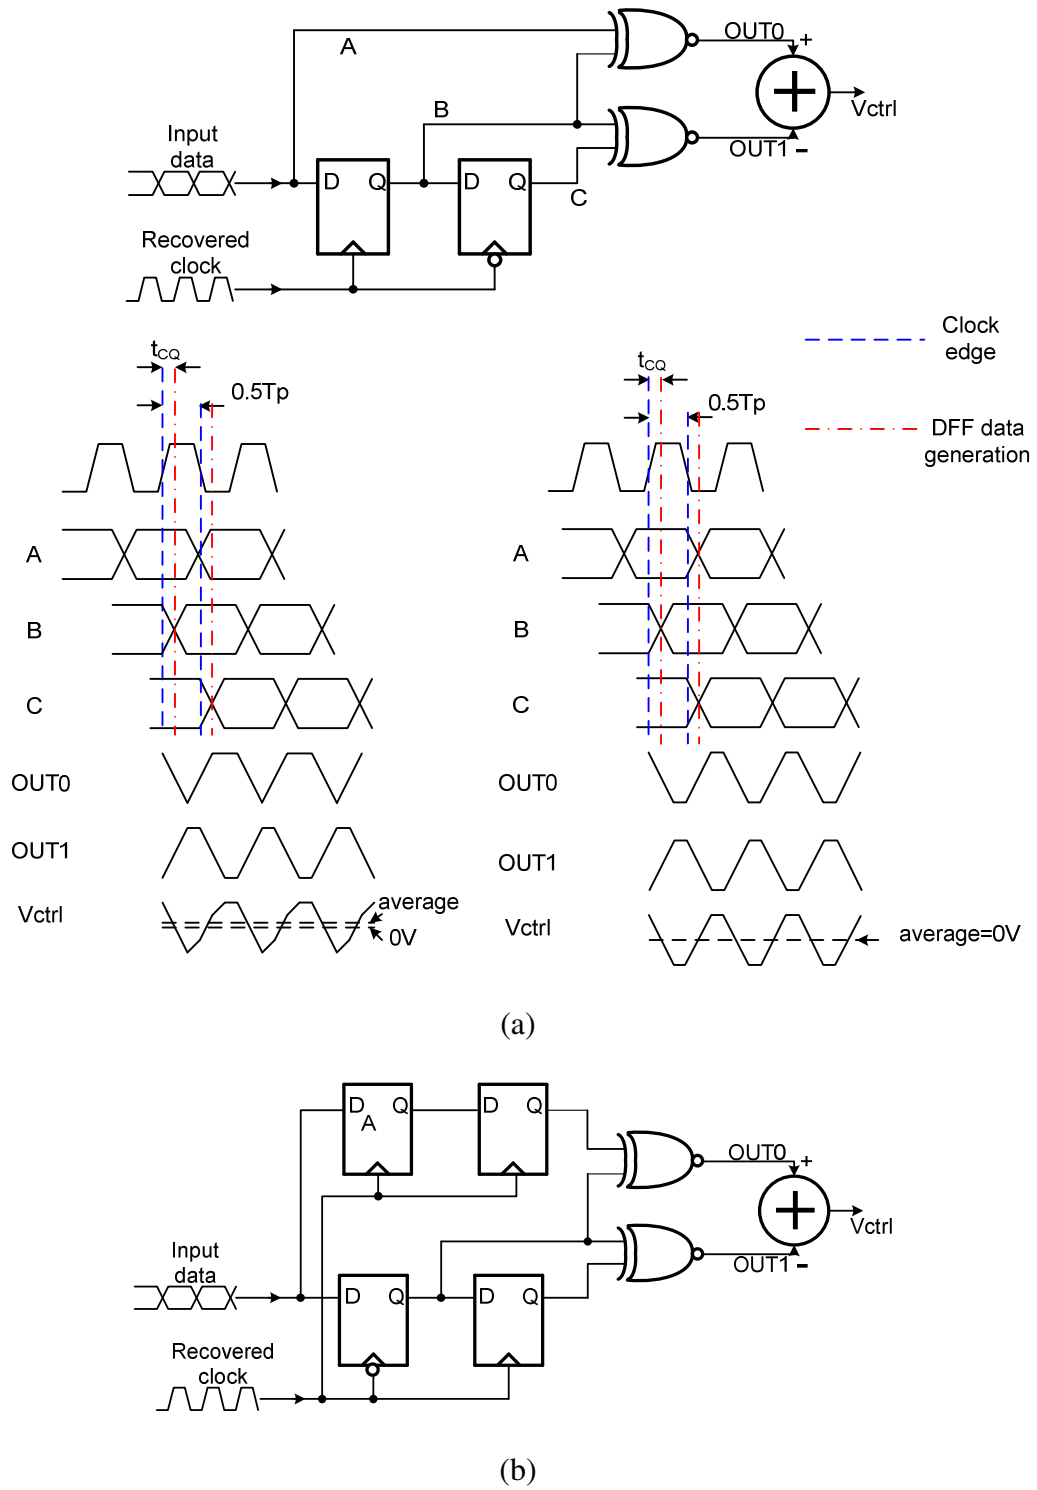 A
OUT0
+
Vctrl
B
OUT1 -
Input
data
D Q
D Q
C
Recovered
clock
tCQ
0.5Tp
tCQ
0.5Tp
Clock
edge
DFF data
generation
A
B
C
OUT0
OUT1
Vctrl
average
0V
A
B
C
OUT0
OUT1
Vctrl
average=0V
(a)
D Q
A
D Q
OUT0
+
Vctrl
OUT1 -
Input
data
D Q
D Q
Recovered
clock
(b)